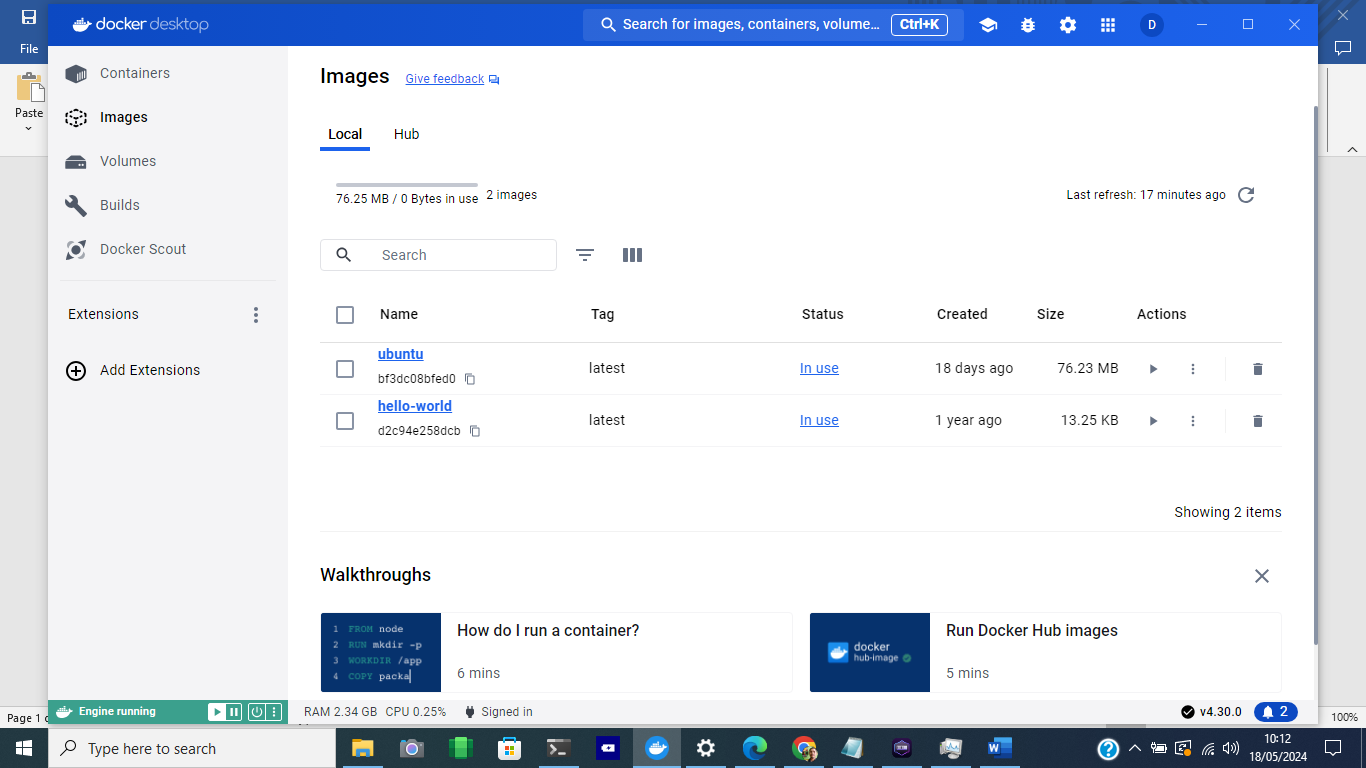 docker desktop
Search for images, containers, volume... Ctrl+K
D
File
Paste
Containers
Images
Volumes
Builds
Docker Scout
Extensions
Add Extensions
Images Give feedback
Local Hub
76.25 MB / 0 Bytes in use 2 images
Last refresh: 17 minutes ago
Search
Name Tag Status Created Size Actions
ubuntu
bf3dc08bfed0
latest In use 18 days ago 76.23 MB
hello-world
d2c94e258dcb
latest In use 1 year ago 13.25 KB
Showing 2 items
Walkthroughs
1 FROM node
2 RUN mkdir -p
3 WORKDIR /app
4 COPY packa
How do I run a container?
6 mins
docker
hub-image
Run Docker Hub images
5 mins
Engine running
RAM 2.34 GB CPU 0.25% Signed in
v4.30.0
2
Page 1
100%
Type here to search
10:12
18/05/2024